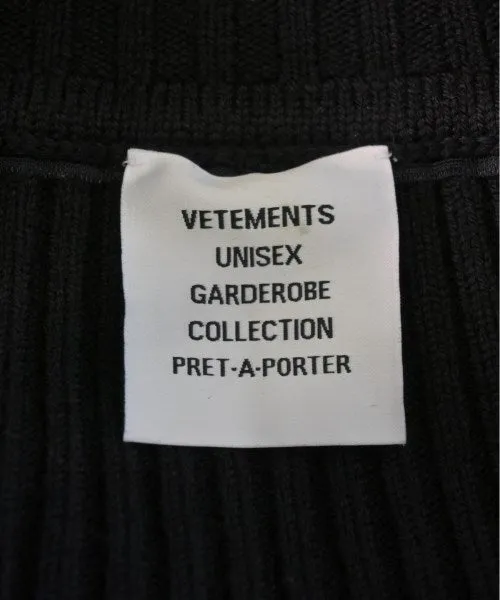 VETEMENTS
UNISEX
GARDEROBE
COLLECTION
PRET-A-PORTER